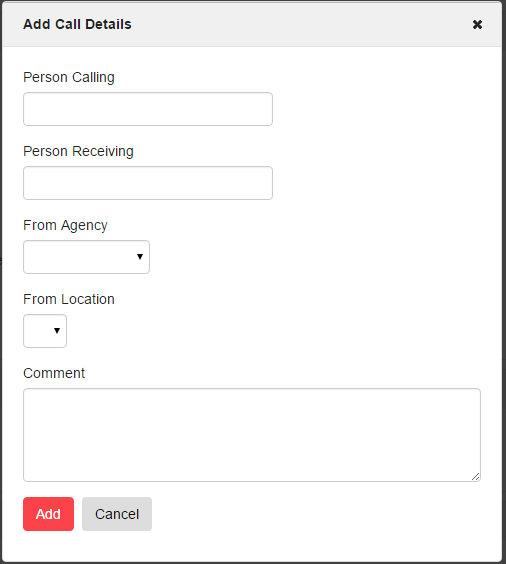 Add Call Details
Person Calling
Person Receiving
From Agency
From Location
Comment
Add Cancel